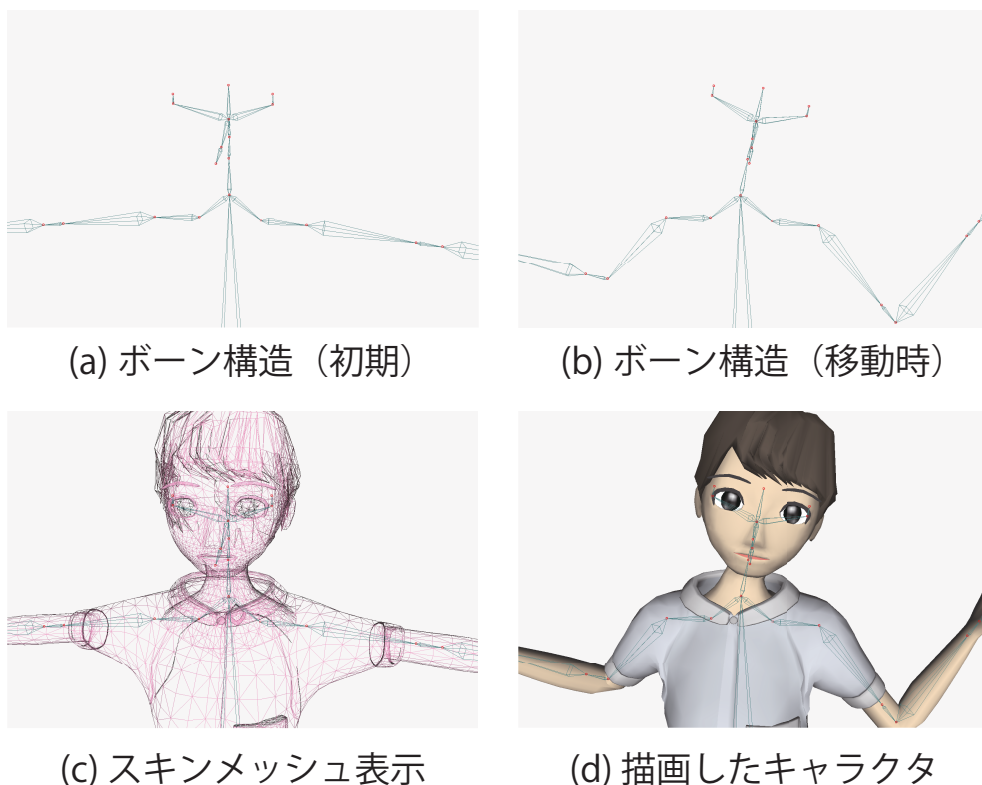 (a) ボーン構造（初期）
(b) ボーン構造（移動時）
(c) スキンメッシュ表示
(d) 描画したキャラクタ